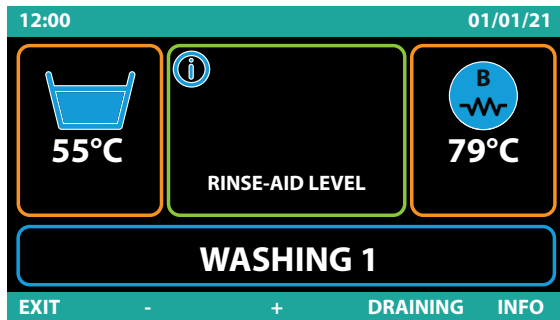 12:00 01/01/21
i
B
55°C
79°C
RINSE-AID LEVEL
WASHING 1
EXIT - + DRAINING INFO